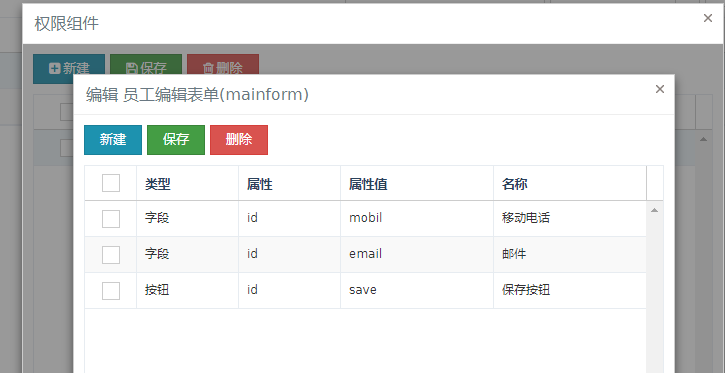 权限组件
新建 保存 删除
编辑 员工编辑表单(mainform)
新建 保存 删除
类型 属性 属性值 名称
字段 id mobil 移动电话
字段 id email 邮件
按钮 id save 保存按钮